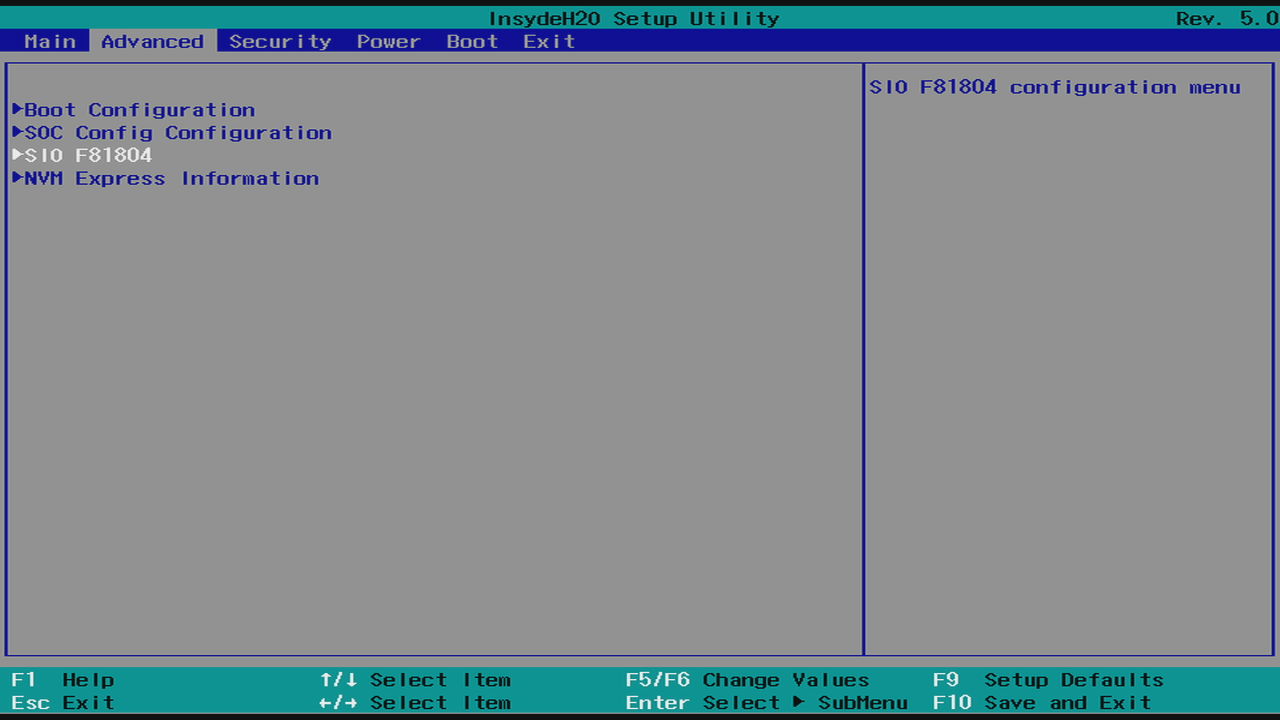 InsydeH20 Setup Utility Rev. 5.0
Main Advanced Security Power Boot Exit
▶Boot Configuration
▶SOC Config Configuration
▶SIO F81804
▶NVM Express Information
SIO F81804 configuration menu
F1 Help ↑/↓ Select Item F5/F6 Change Values F9 Setup Defaults
Esc Exit ←/→ Select Item Enter Select ▶ SubMenu F10 Save and Exit